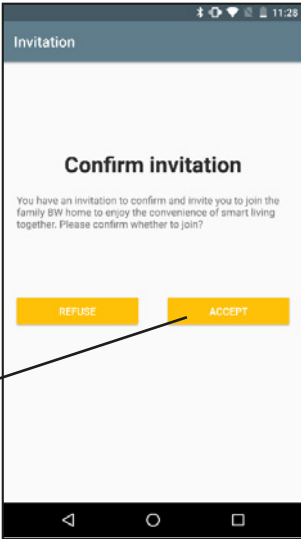 11:28
Invitation
Confirm invitation
You have an invitation to confirm and invite you to join the
family BW home to enjoy the convenience of smart living
together. Please confirm whether to join?
REFUSE ACCEPT